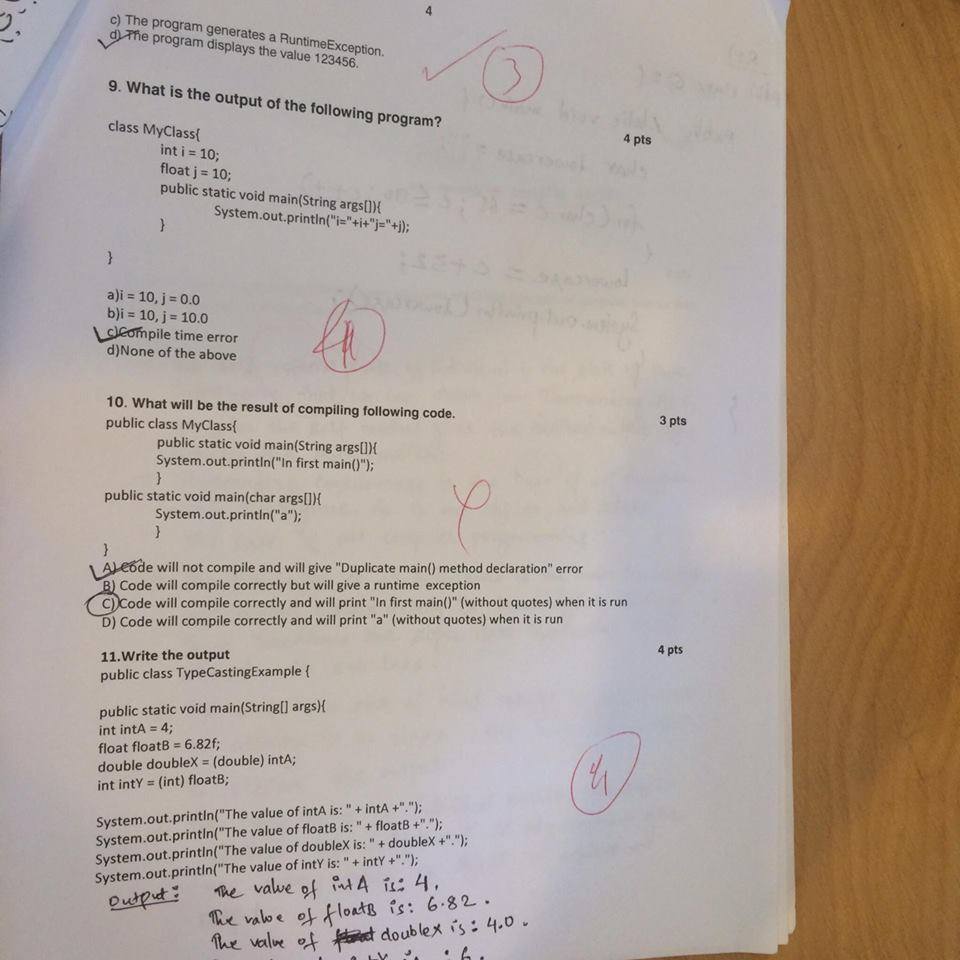 4
c) The program generates a RuntimeException.
d) The program displays the value 123456.
3
9. What is the output of the following program?
4 pts
class MyClass{
int i = 10;
float j = 10;
public static void main(String args[]){
System.out.println("i="+i+"j="+j);
}
}
a)i = 10, j = 0.0
b)i = 10, j = 10.0
c)Compile time error
d)None of the above
10. What will be the result of compiling following code.
3 pts
public class MyClass{
public static void main(String args[]){
System.out.println("In first main()");
}
public static void main(char args[]){
System.out.println("a");
}
}
A) Code will not compile and will give "Duplicate main() method declaration" error
B) Code will compile correctly but will give a runtime exception
C) Code will compile correctly and will print "In first main()" (without quotes) when it is run
D) Code will compile correctly and will print "a" (without quotes) when it is run
11.Write the output
4 pts
public class TypeCastingExample {
public static void main(String[] args){
int intA = 4;
float floatB = 6.82f;
double doubleX = (double) intA;
int intY = (int) floatB;
System.out.println("The value of intA is: " + intA +".");
System.out.println("The value of floatB is: " + floatB +".");
System.out.println("The value of doubleX is: " + doubleX +".");
System.out.println("The value of intY is: " + intY +".");
Output: The value of intA is: 4.
The value of floatB is: 6.82.
The value of doublex is: 4.0.